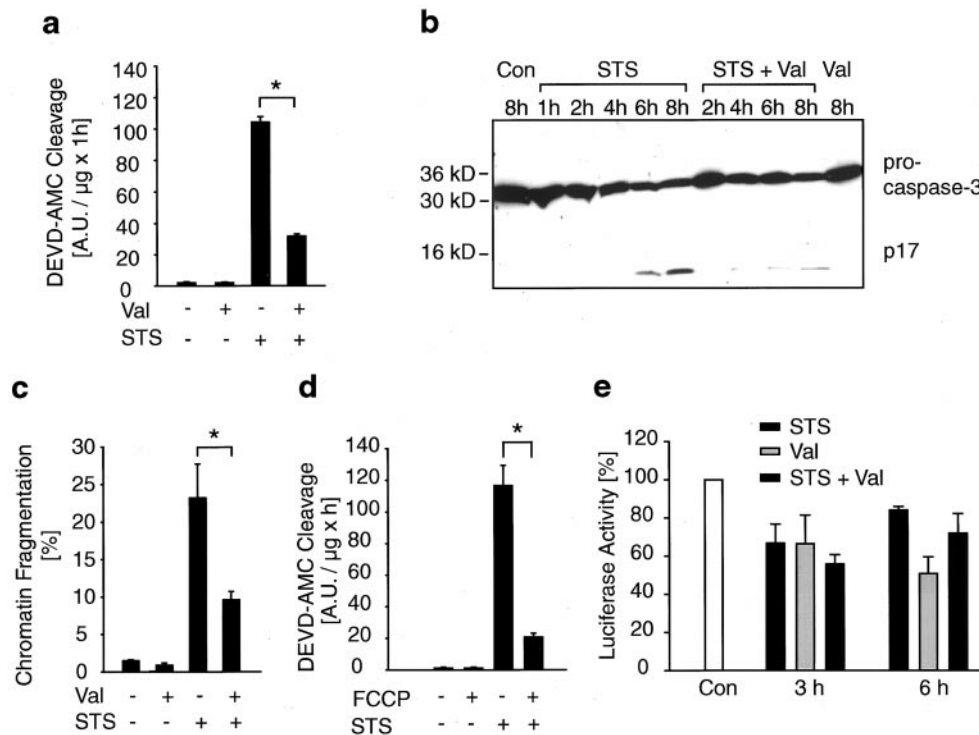 a
DEVD-AMC Cleavage
[A.U. / µg x 1h]
140
120
100
80
60
40
20
0
*
Val - + - +
STS - - + +
b
Con STS STS + Val Val
8h 1h 2h 4h 6h 8h 2h 4h 6h 8h 8h
36 kD
30 kD
16 kD
pro-
caspase-3
p17
c
Chromatin Fragmentation
[%]
30
25
20
15
10
5
0
*
Val - + - +
STS - - + +
d
DEVD-AMC Cleavage
[A.U. / µg x h]
140
120
100
80
60
40
20
0
*
FCCP - + - +
STS - - + +
e
STS
Val
STS + Val
Luciferase Activity [%]
120
100
80
60
40
20
0
Con 3 h 6 h